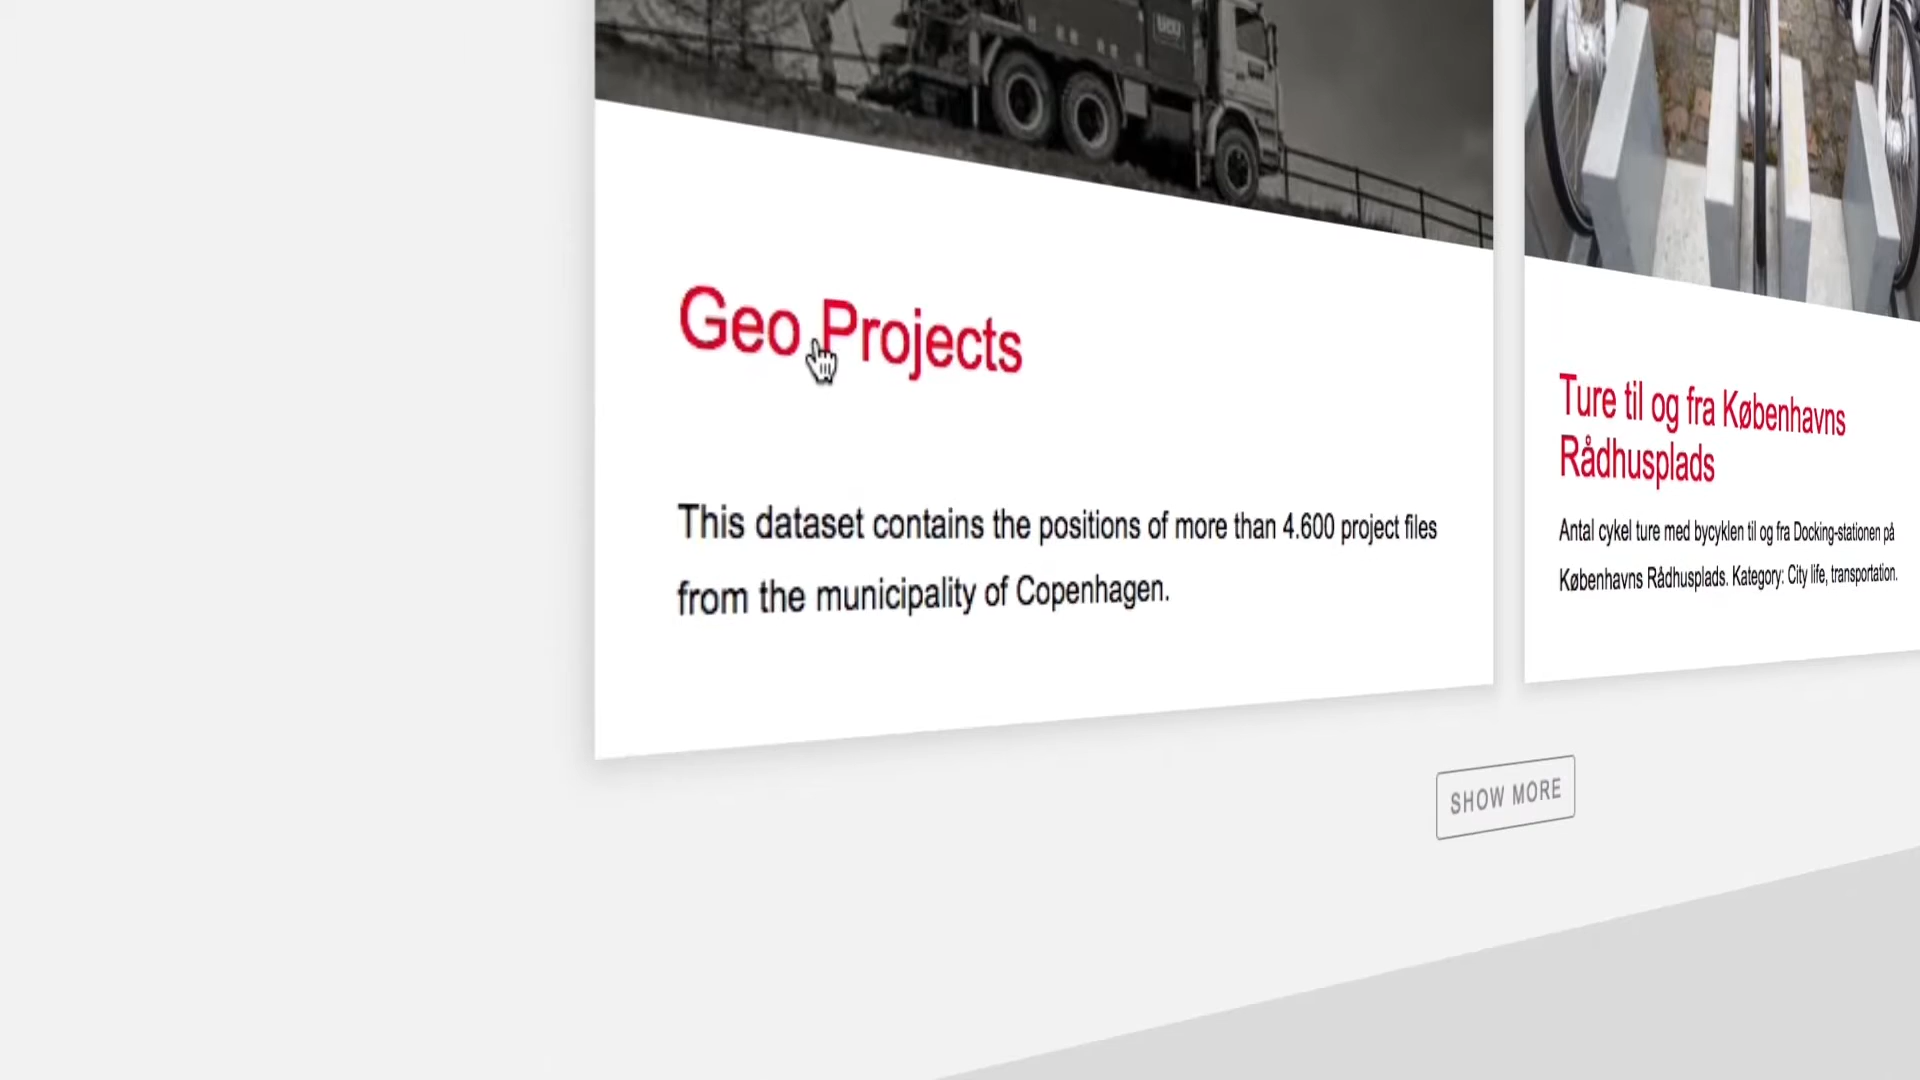 Geo Projects
This dataset contains the positions of more than 4.600 project files
from the municipality of Copenhagen.
Ture til og fra Københavns
Rådhusplads
Antal cykel ture med bycyklen til og fra Docking-stationen på
Københavns Rådhusplads. Kategory: City life, transportation.
SHOW MORE